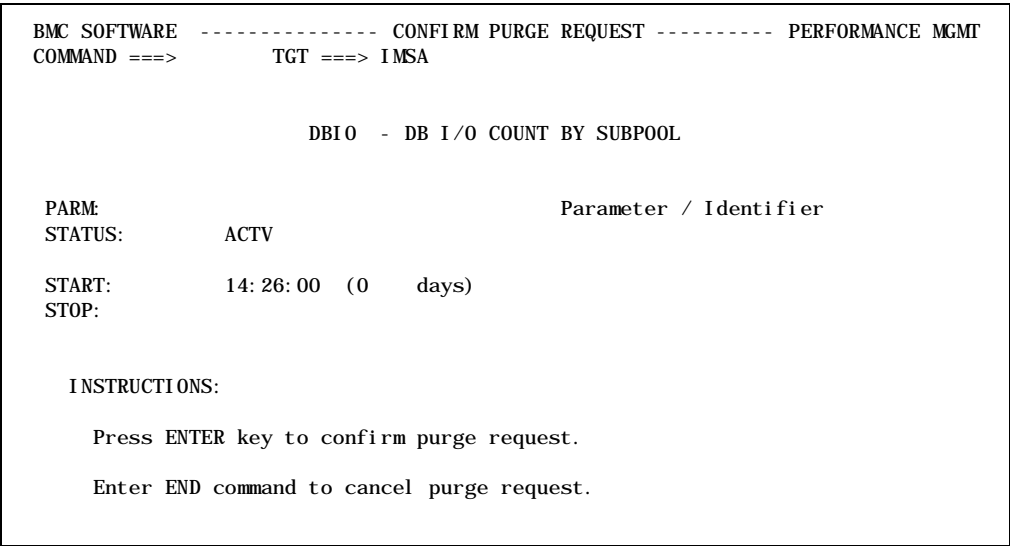 BMC SOFTWARE --------------- CONFIRM PURGE REQUEST ---------- PERFORMANCE MGMT
COMMAND ===> TGT ===> IMSA
DBIO - DB I/O COUNT BY SUBPOOL
PARM: Parameter / Identifier
STATUS: ACTV
START: 14:26:00 (0 days)
STOP:
INSTRUCTIONS:
Press ENTER key to confirm purge request.
Enter END command to cancel purge request.